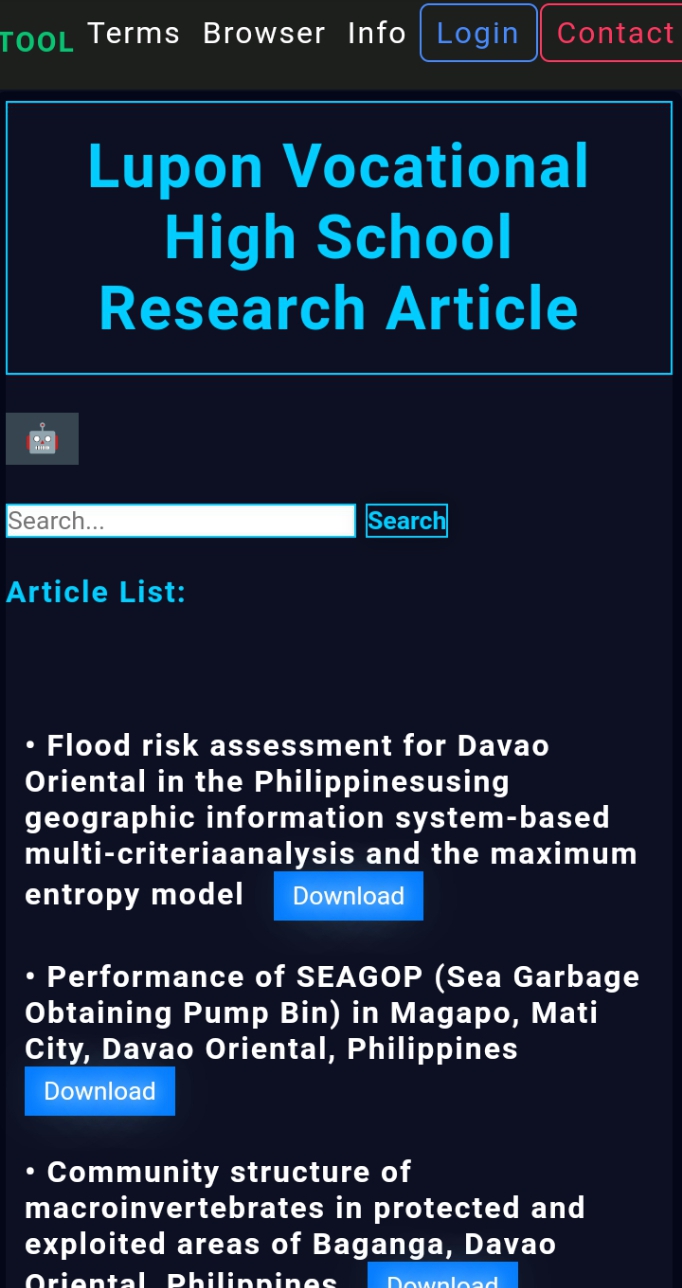 TOOL Terms Browser Info Login Contact
Lupon Vocational
High School
Research Article
Search... Search
Article List:
• Flood risk assessment for Davao
Oriental in the Philippinesusing
geographic information system-based
multi-criteriaanalysis and the maximum
entropy model Download
• Performance of SEAGOP (Sea Garbage
Obtaining Pump Bin) in Magapo, Mati
City, Davao Oriental, Philippines
Download
• Community structure of
macroinvertebrates in protected and
exploited areas of Baganga, Davao
Oriental, Philippines Download